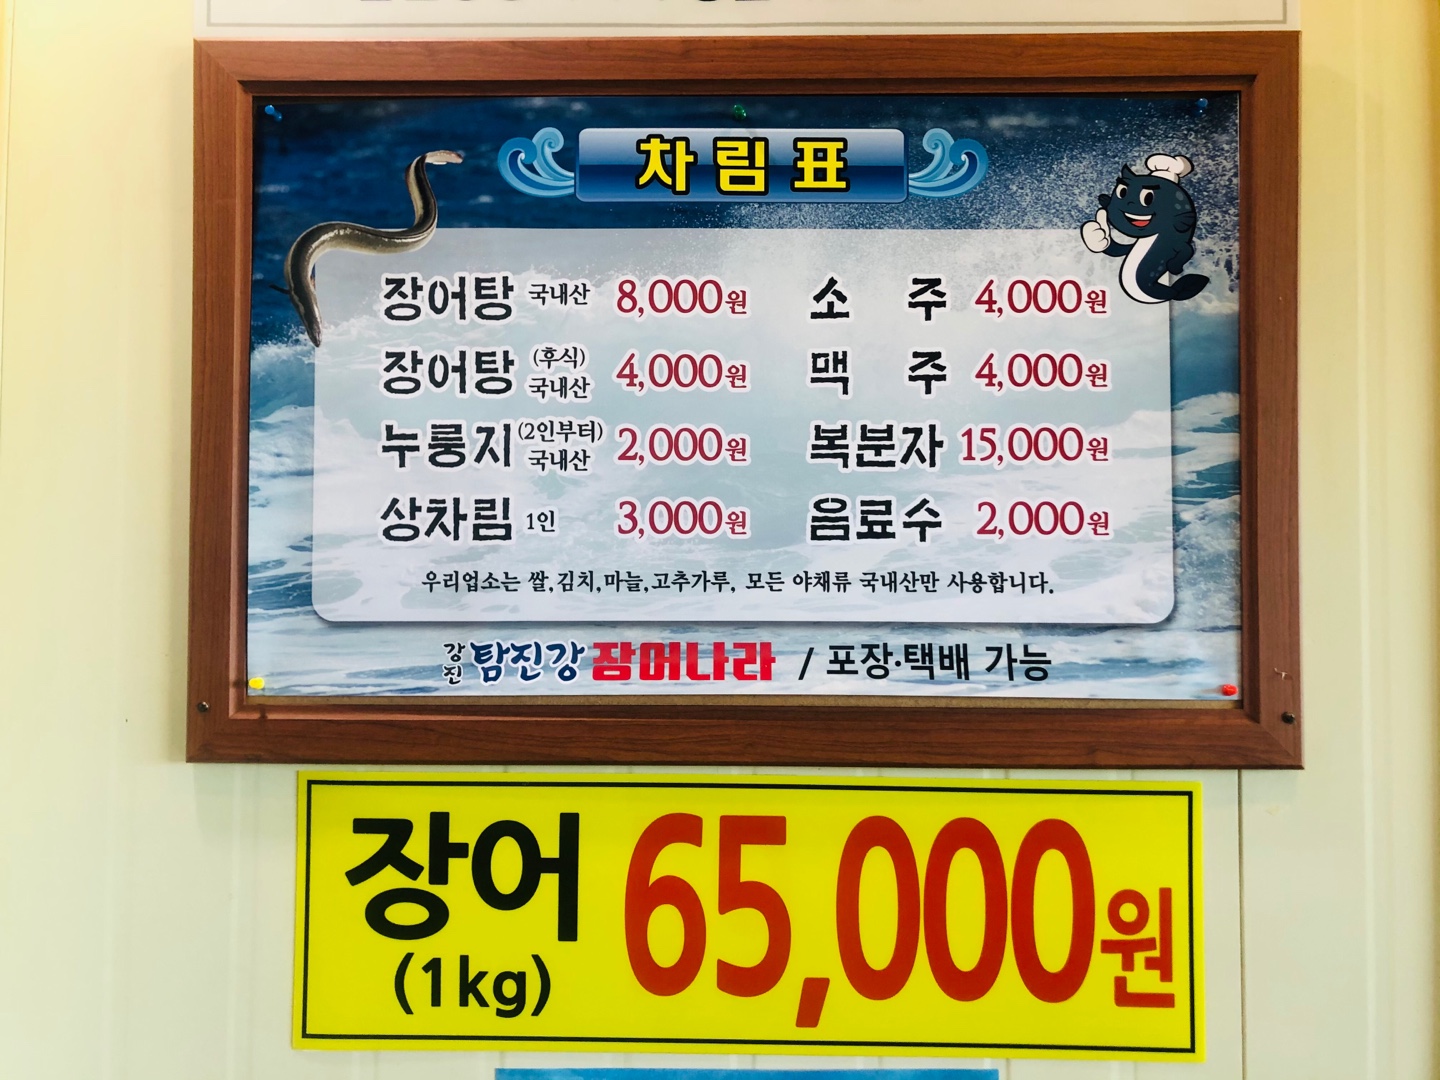 차림표
장어탕 국내산 8,000원
소주 4,000원
장어탕 (후식) 국내산 4,000원
맥주 4,000원
누룽지 (2인부터) 국내산 2,000원
복분자 15,000원
상차림 1인 3,000원
음료수 2,000원
우리업소는 쌀,김치,마늘,고추가루, 모든 야채류 국내산만 사용합니다.
강진 탐진강 장어나라 / 포장·택배 가능
장어 65,000원
(1kg)